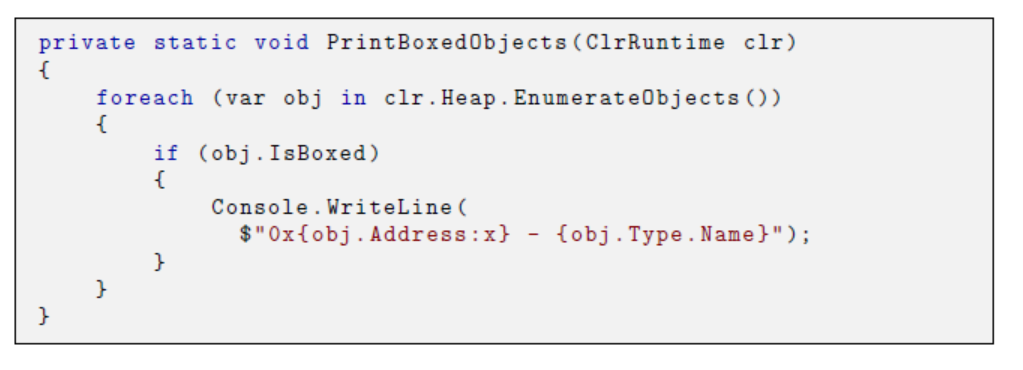 private static void PrintBoxedObjects(ClrRuntime clr)
{
    foreach (var obj in clr.Heap.EnumerateObjects())
    {
        if (obj.IsBoxed)
        {
            Console.WriteLine(
              $"0x{obj.Address:x} - {obj.Type.Name}");
        }
    }
}